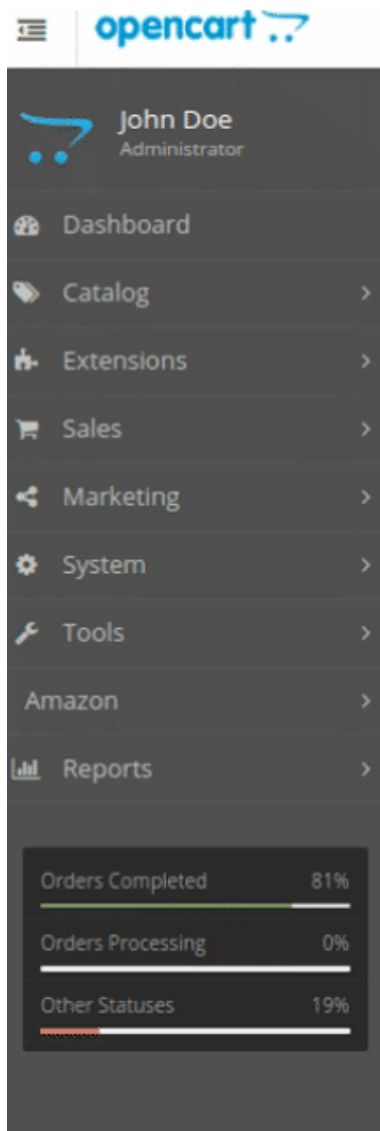 opencart
John Doe
Administrator
Dashboard
Catalog
Extensions
Sales
Marketing
System
Tools
Amazon
Reports
Orders Completed 81%
Orders Processing 0%
Other Statuses 19%